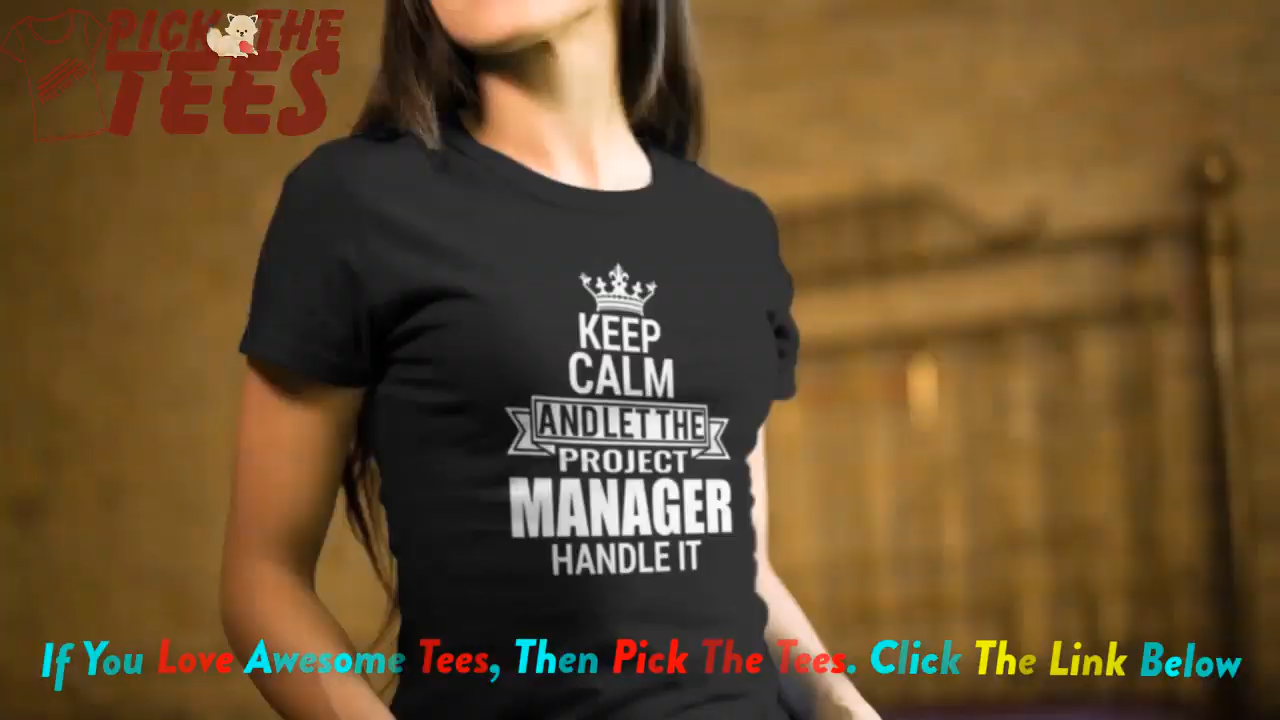 PICK THE
TEES
KEEP
CALM
AND LET THE
PROJECT
MANAGER
HANDLE IT
If You Love Awesome Tees, Then Pick The Tees. Click The Link Below